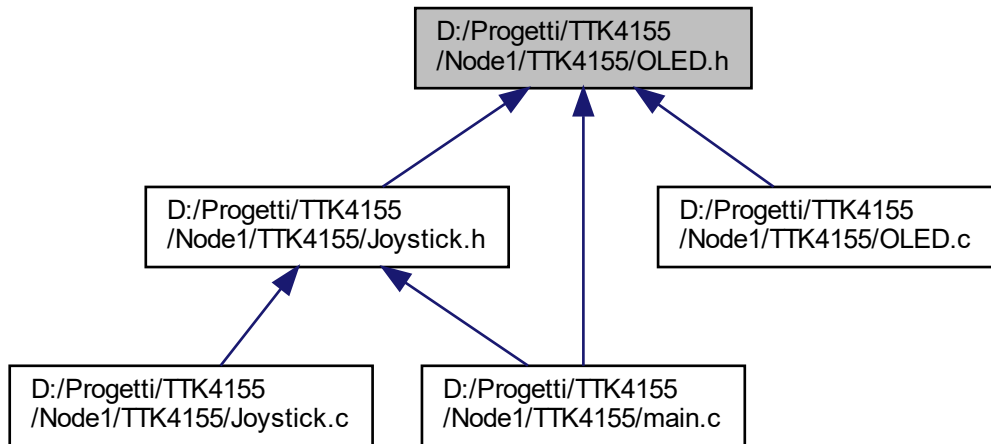 D:/Progetti/TTK4155
/Node1/TTK4155/OLED.h
D:/Progetti/TTK4155
/Node1/TTK4155/Joystick.h
D:/Progetti/TTK4155
/Node1/TTK4155/OLED.c
D:/Progetti/TTK4155
/Node1/TTK4155/Joystick.c
D:/Progetti/TTK4155
/Node1/TTK4155/main.c